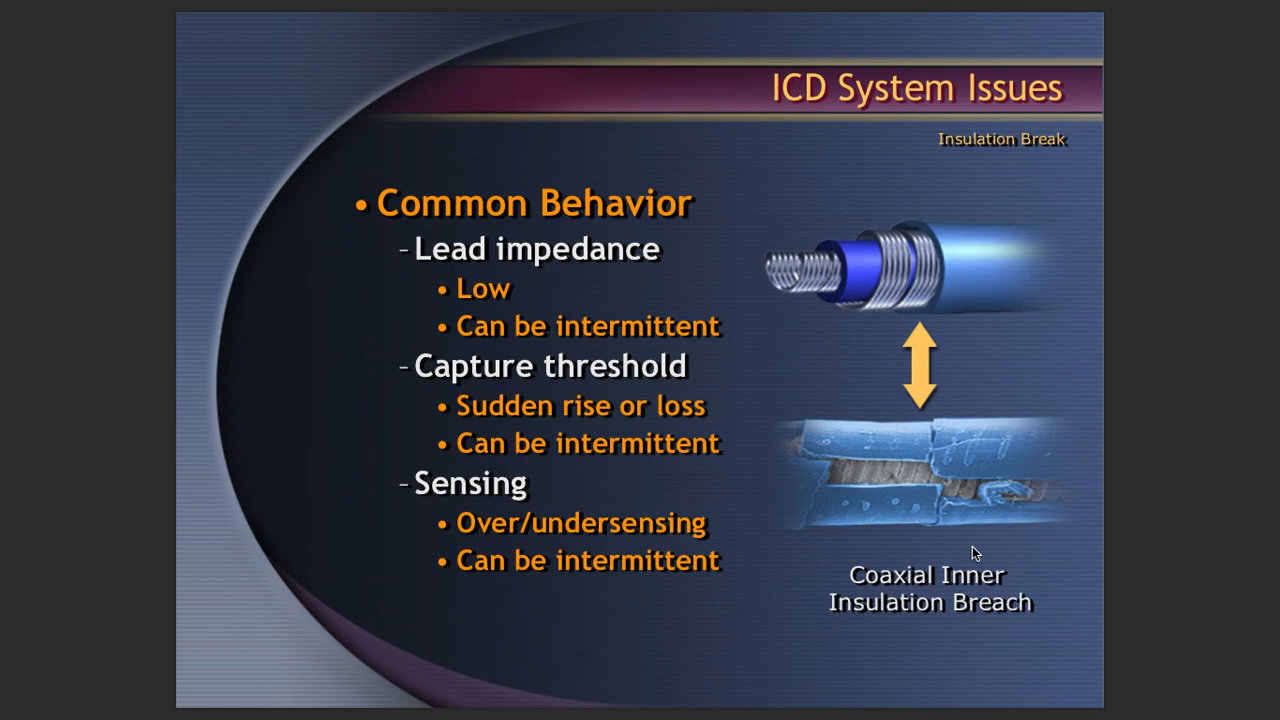 ICD System Issues
Insulation Break
• Common Behavior
– Lead impedance
• Low
• Can be intermittent
– Capture threshold
• Sudden rise or loss
• Can be intermittent
– Sensing
• Over/undersensing
• Can be intermittent
Coaxial Inner
Insulation Breach